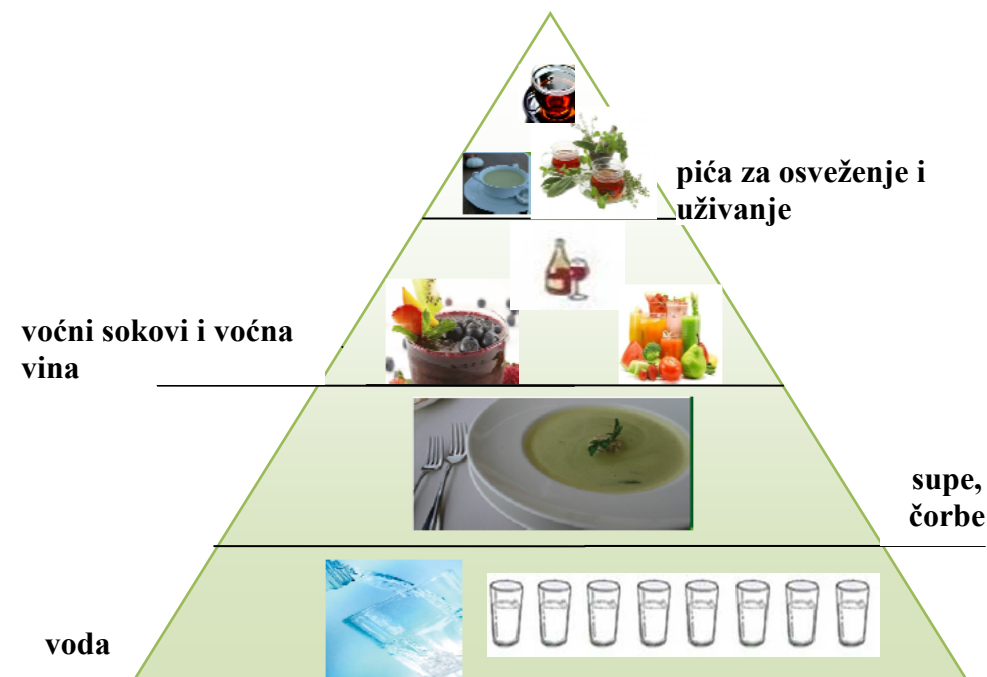 pića za osveženje i
uživanje
voćni sokovi i voćna
vina
supe,
čorbe
voda